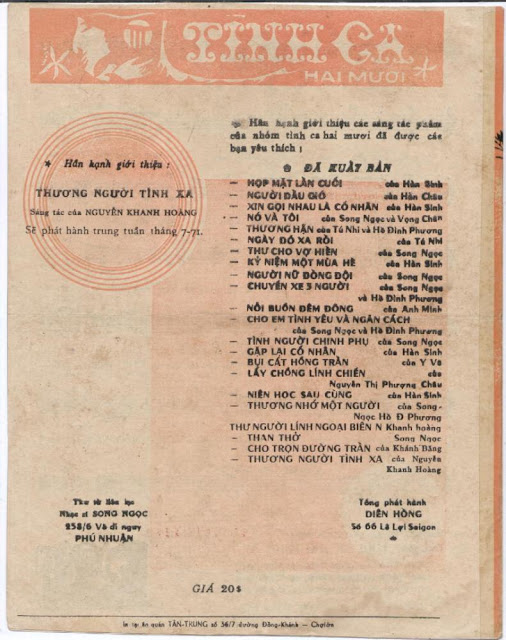 TÌNH CA
HAI MƯƠI
Hân hạnh giới thiệu các sáng tác phẩm
của nhóm tình ca hai mươi đã được các
bạn yêu thích ;
Hân hạnh giới thiệu :
THƯƠNG NGƯỜI TÌNH XA
Sáng tác của NGUYÊN KHANH HOÀNG
Sẽ phát hành trung tuần tháng 7-71.
ĐÃ XUẤT BẢN
— HỌP MẶT LẦN CUỐI của Hàn Sinh
— NGƯỜI ĐẦU GIÓ của Hàn Châu
— XIN GỌI NHAU LÀ CỐ NHÂN của Hàn Sinh
— NÓ VÀ TÔI của Song Ngọc và Vọng Châu
— THƯƠNG HẬN của Tú Nhi và Hồ Đình Phương
— NGÀY ĐÓ XA RỒI của Tú Nhi
— THƯ CHO VỢ HIỀN của Song Ngọc
— KỶ NIỆM MỘT MÙA HÈ của Hàn Sinh
— NGƯỜI NỮ ĐỒNG ĐỘI của Song Ngọc
— CHUYẾN XE 3 NGƯỜI của Song Ngọc
và Hồ Đình Phương
— NỖI BUỒN ĐÊM ĐÔNG của Anh Minh
— CHO EM TÌNH YÊU VÀ NGĂN CÁCH
của Song Ngọc và Hồ Đình Phương
— TÌNH NGƯỜI CHINH PHỤ của Song Ngọc
— GẶP LẠI CỐ NHÂN của Hàn Sinh
— BỤI CÁT HỒNG TRẦN của Y Vũ
— LẤY CHỒNG LÍNH CHIẾN của
Nguyễn Thị Phượng Châu
— NIÊN HỌC SAU CÙNG của Hàn Sinh
— THƯƠNG NHỚ MỘT NGƯỜI của Song-
Ngọc Hồ Đ Phương
THƯ NGƯỜI LÍNH NGOẠI BIÊN N Khanh hoàng
— THAN THỞ Song Ngọc
— CHO TRỌN ĐƯỜNG TRẦN của Khánh Băng
— THƯƠNG NGƯỜI TÌNH XA của Nguyên
Khanh Hoàng
Thư từ liên lạc
Nhạc sĩ SONG NGỌC
258/6 Võ di nguy
PHÚ NHUẬN
Tổng phát hành
DIÊN HỒNG
Số 66 Lê Lợi Saigon
GIÁ 20$
In tại ấn quán TÂN-TRUNG số 56/7 đường Đồng-Khánh — Chợlớn